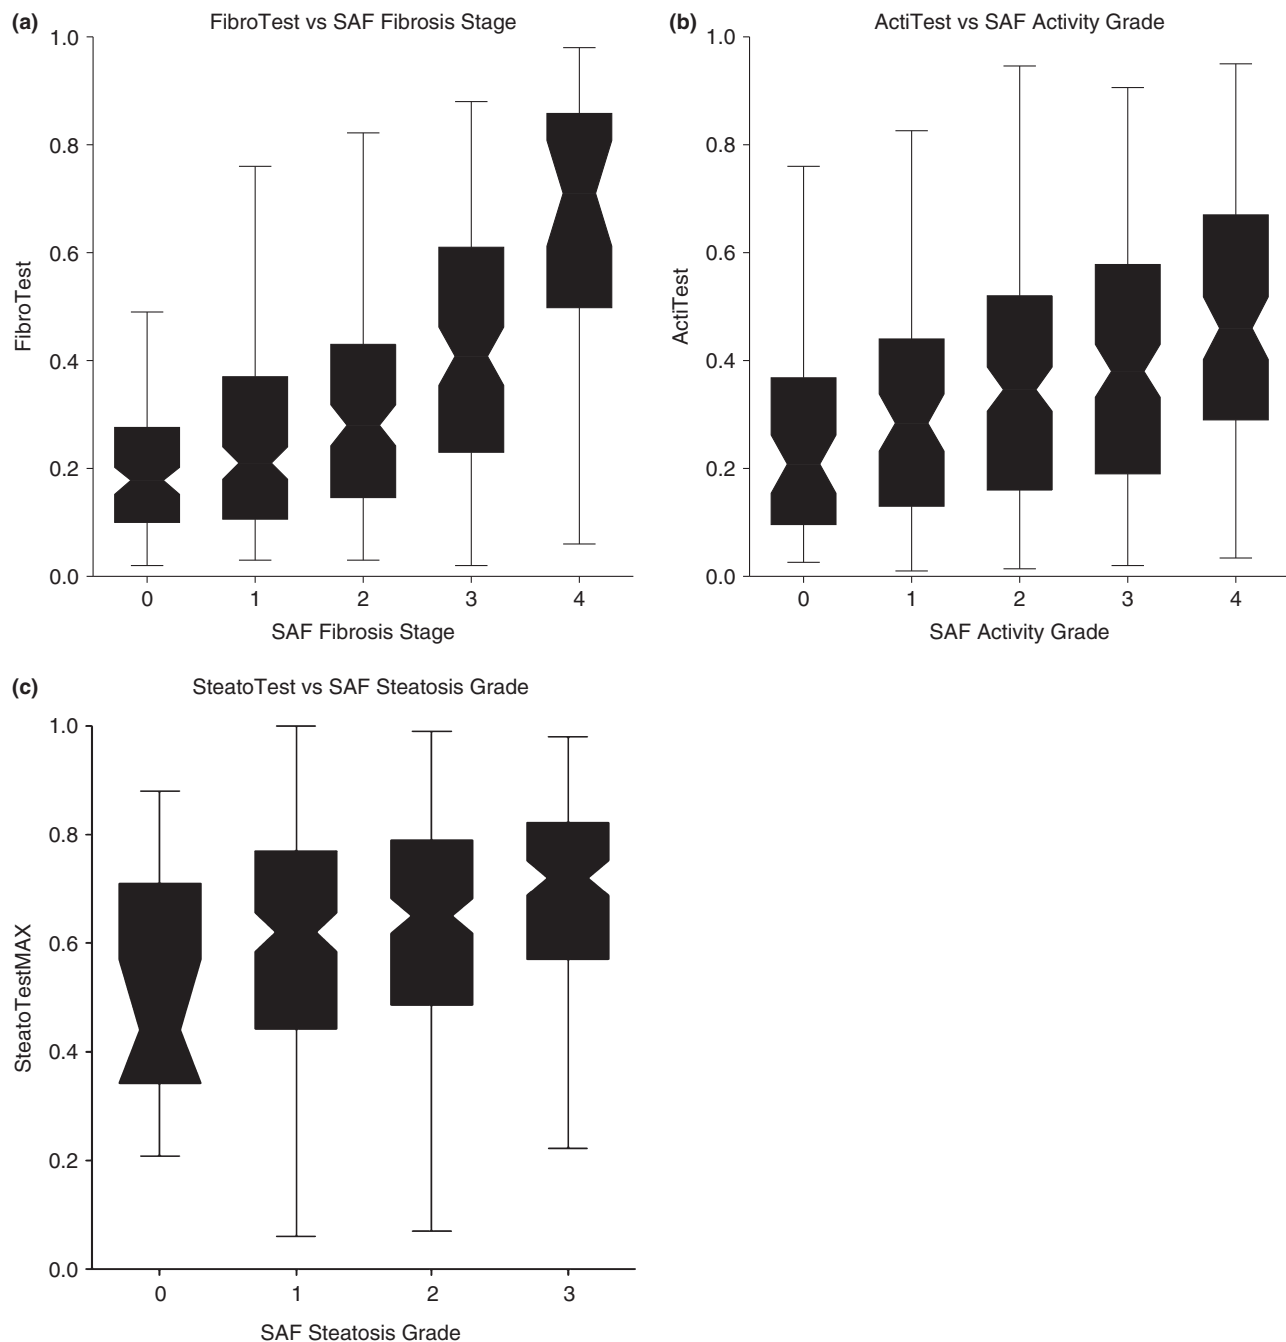 (a) FibroTest vs SAF Fibrosis Stage
1.0
0.8
0.6
0.4
0.2
0.0
FibroTest
0 1 2 3 4
SAF Fibrosis Stage
(b) ActiTest vs SAF Activity Grade
1.0
0.8
0.6
0.4
0.2
0.0
ActiTest
0 1 2 3 4
SAF Activity Grade
(c) SteatoTest vs SAF Steatosis Grade
1.0
0.8
0.6
0.4
0.2
0.0
SteatoTestMAX
0 1 2 3
SAF Steatosis Grade